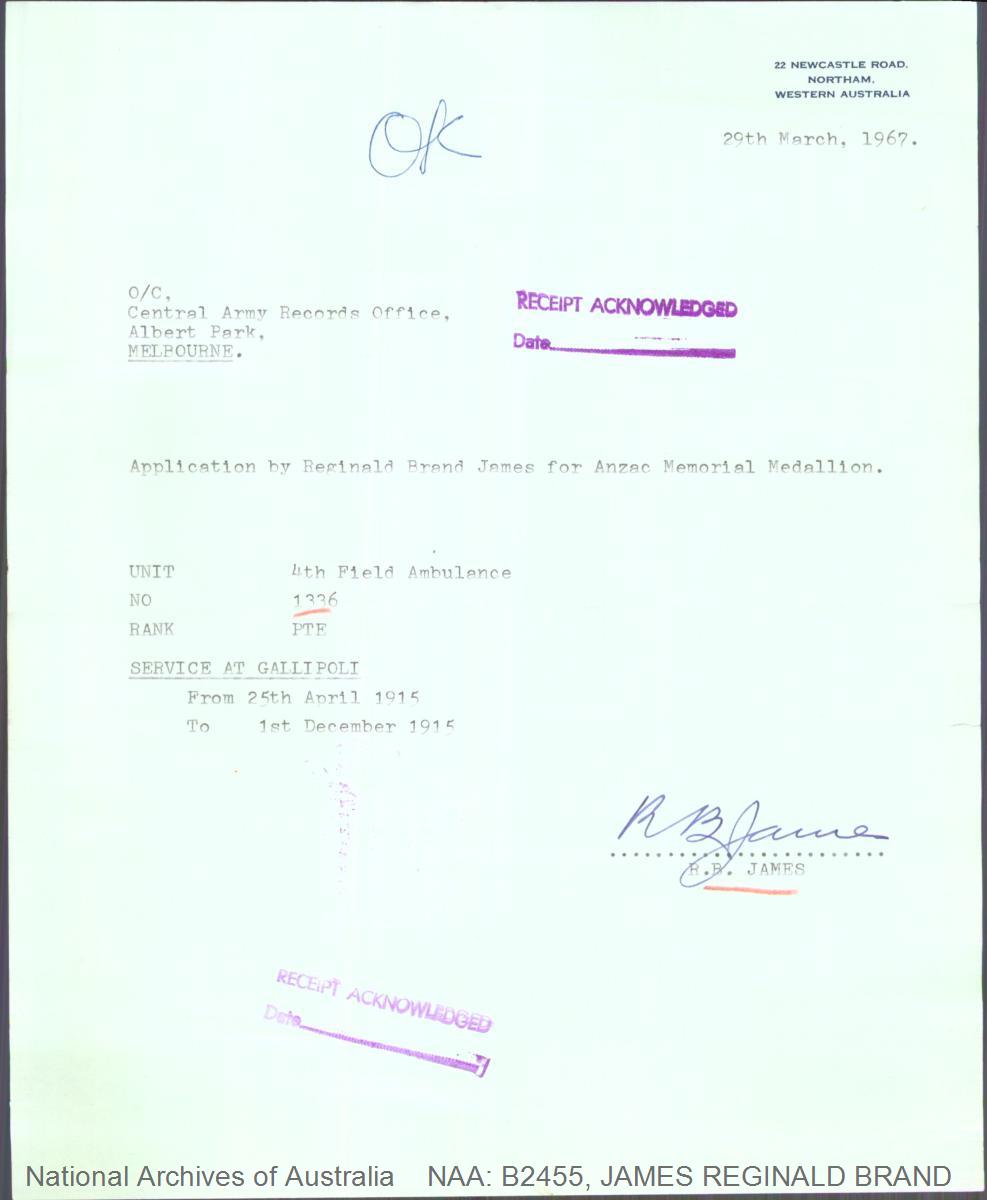 22 NEWCASTLE ROAD.
NORTHAM.
WESTERN AUSTRALIA
OK
29th March, 1967.
O/C,
Central Army Records Office,
Albert Park,
MELBOURNE.
RECEIPT ACKNOWLEDGED
Date
Application by Reginald Brand James for Anzac Memorial Medallion.
UNIT 4th Field Ambulance
NO 1336
RANK PTE
SERVICE AT GALLIPOLI
From 25th April 1915
To 1st December 1915
R B James
R.B. JAMES
RECEIPT ACKNOWLEDGED
Date
National Archives of Australia NAA: B2455, JAMES REGINALD BRAND